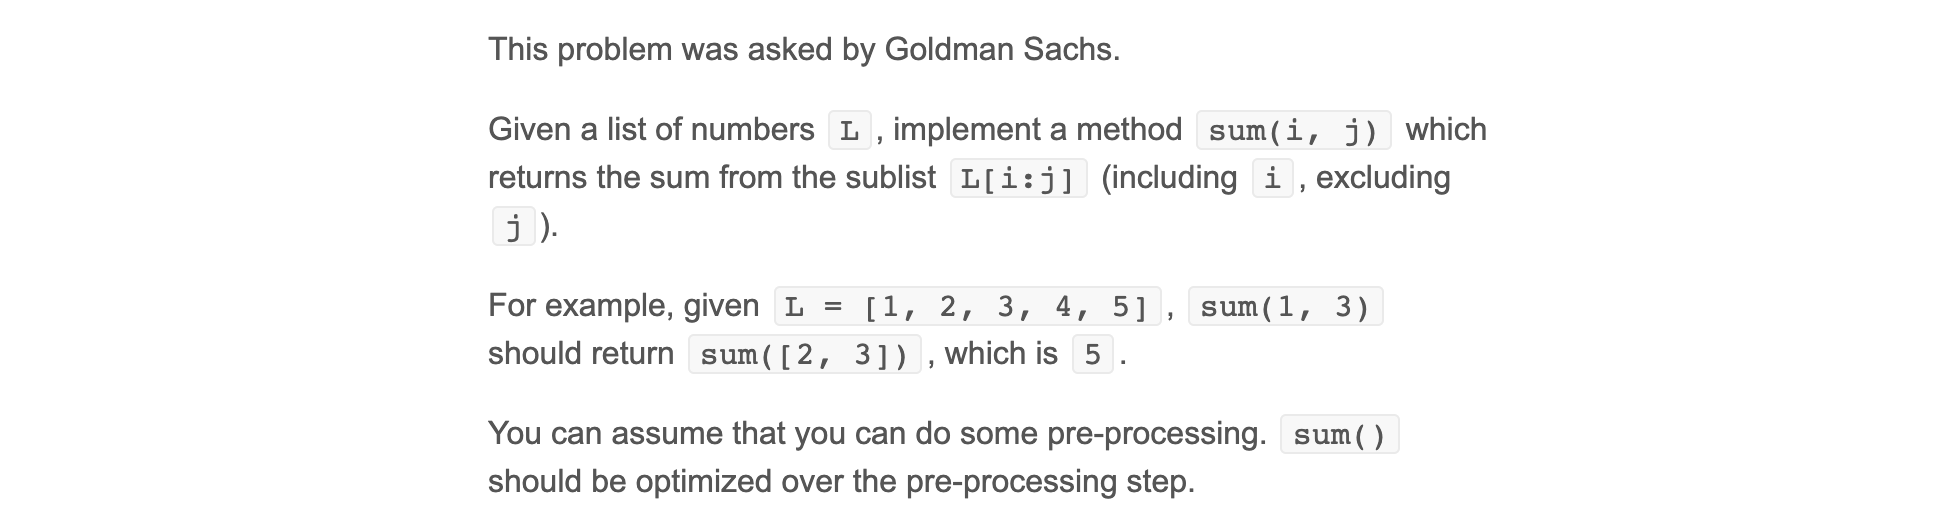 This problem was asked by Goldman Sachs.
Given a list of numbers L, implement a method sum(i, j) which
returns the sum from the sublist L[i:j] (including i, excluding
j).
For example, given L = [1, 2, 3, 4, 5], sum(1, 3)
should return sum([2, 3]), which is 5.
You can assume that you can do some pre-processing. sum()
should be optimized over the pre-processing step.